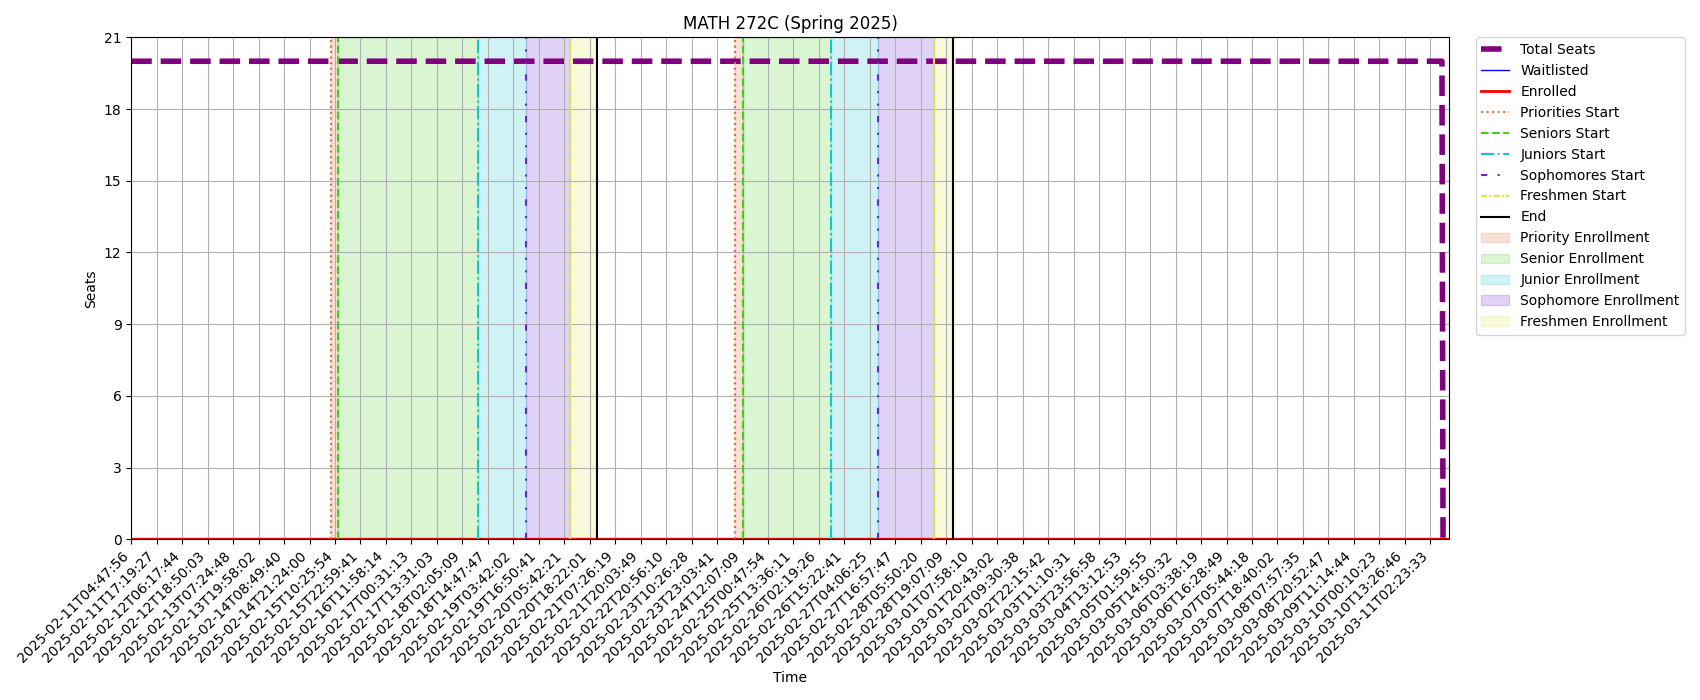 MATH 272C (Spring 2025)
21
18
15
12
9
6
3
0
Seats
2025-02-11T04:47:56
2025-02-11T17:19:27
2025-02-12T06:17:44
2025-02-12T18:50:03
2025-02-13T07:24:48
2025-02-13T19:58:02
2025-02-14T08:49:40
2025-02-14T21:24:00
2025-02-15T10:25:54
2025-02-15T22:59:41
2025-02-16T11:58:14
2025-02-17T00:31:13
2025-02-17T13:31:03
2025-02-18T02:05:09
2025-02-18T14:47:47
2025-02-19T03:42:02
2025-02-19T16:50:41
2025-02-20T05:42:21
2025-02-20T18:22:01
2025-02-21T07:26:19
2025-02-21T20:03:49
2025-02-22T20:56:10
2025-02-23T10:26:28
2025-02-23T23:03:41
2025-02-24T12:07:09
2025-02-25T00:47:54
2025-02-25T13:36:11
2025-02-26T02:19:26
2025-02-26T15:22:41
2025-02-27T04:06:25
2025-02-27T16:57:47
2025-02-28T05:50:20
2025-02-28T19:07:09
2025-03-01T07:58:10
2025-03-01T20:43:02
2025-03-02T09:30:38
2025-03-02T22:15:42
2025-03-03T11:10:31
2025-03-03T23:56:58
2025-03-04T13:12:53
2025-03-05T01:59:55
2025-03-05T14:50:32
2025-03-06T03:38:19
2025-03-06T16:28:49
2025-03-07T05:44:18
2025-03-07T18:40:02
2025-03-08T07:57:35
2025-03-08T20:52:47
2025-03-09T11:14:44
2025-03-10T00:10:23
2025-03-10T13:26:46
2025-03-11T02:23:33
Time
Total Seats
Waitlisted
Enrolled
Priorities Start
Seniors Start
Juniors Start
Sophomores Start
Freshmen Start
End
Priority Enrollment
Senior Enrollment
Junior Enrollment
Sophomore Enrollment
Freshmen Enrollment